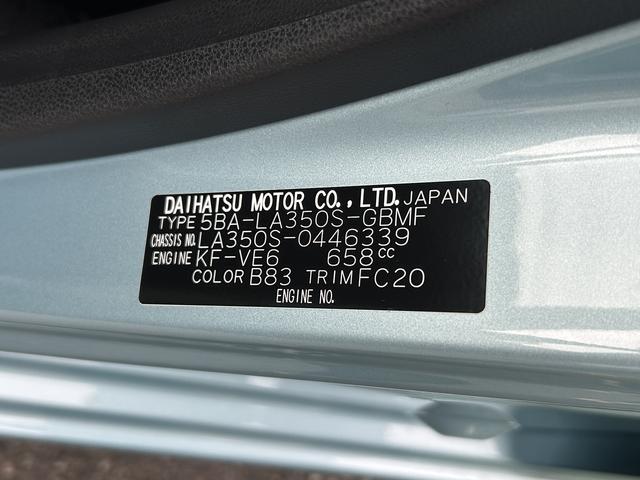 DAIHATSU MOTOR CO.,LTD. JAPAN
TYPE 5BA-LA350S-GBMF
CHASSIS NO. LA350S-0446339
ENGINE KF-VE6 658cc
COLOR B83 TRIM FC20
ENGINE NO.